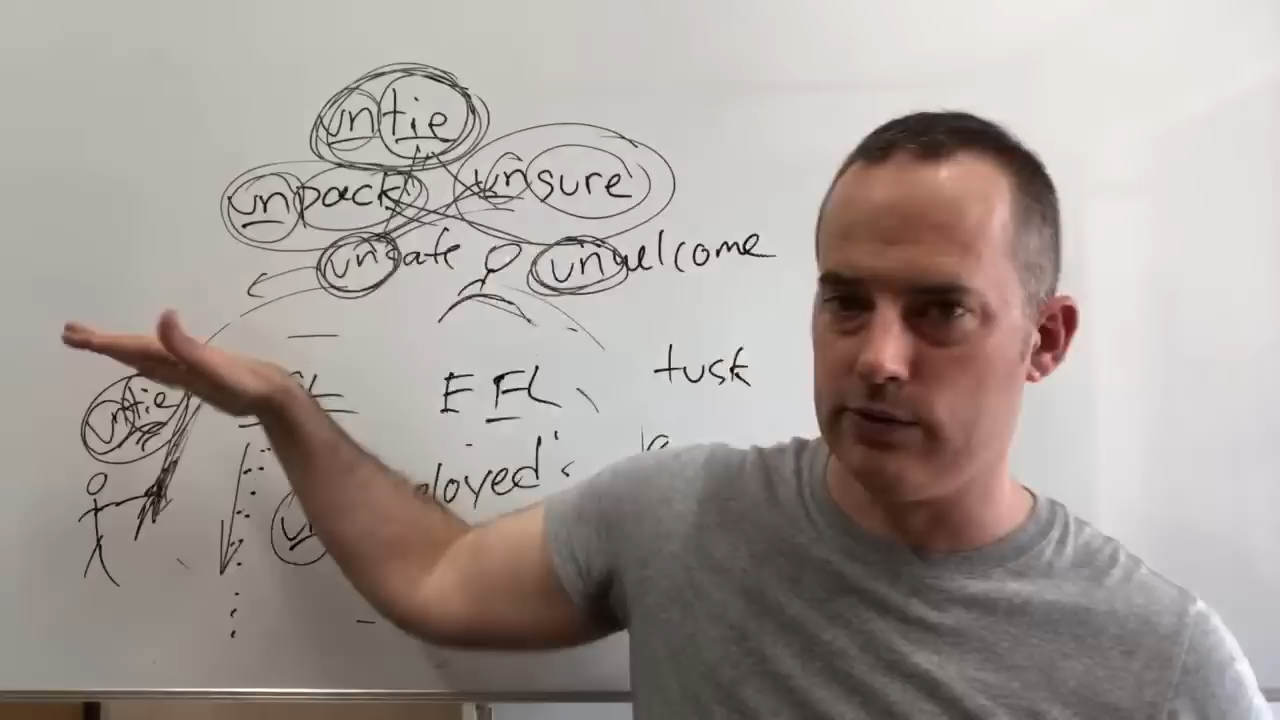 untie
unpack unsure
unsafe unwelcome
untie EFL tusk